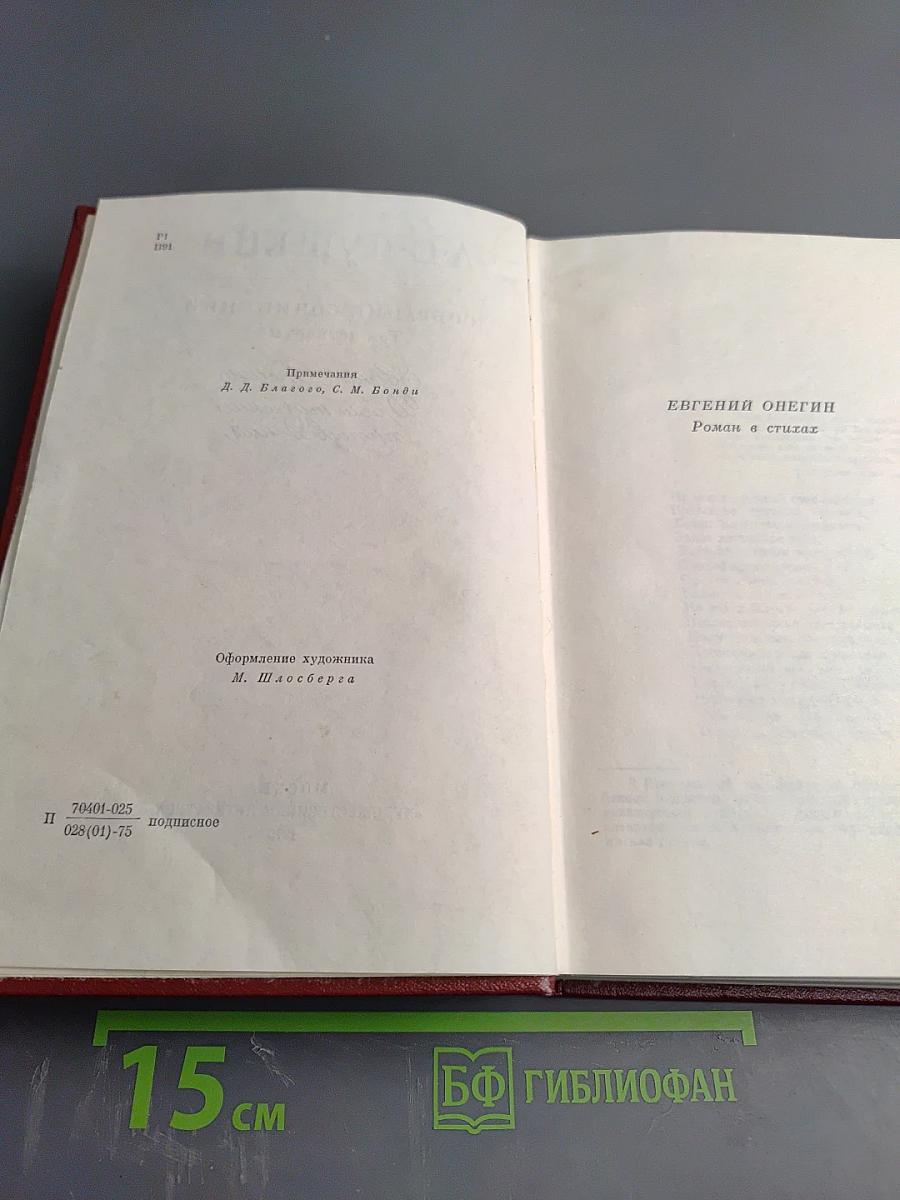 Р1
1191
Примечания
Д. Д. Благого, С. М. Бонди
Оформление художника
М. Шлосберга
П 70401-025
028(01)-75 подписное
ЕВГЕНИЙ ОНЕГИН
Роман в стихах
15 см
БФ ГИБЛИОФАН